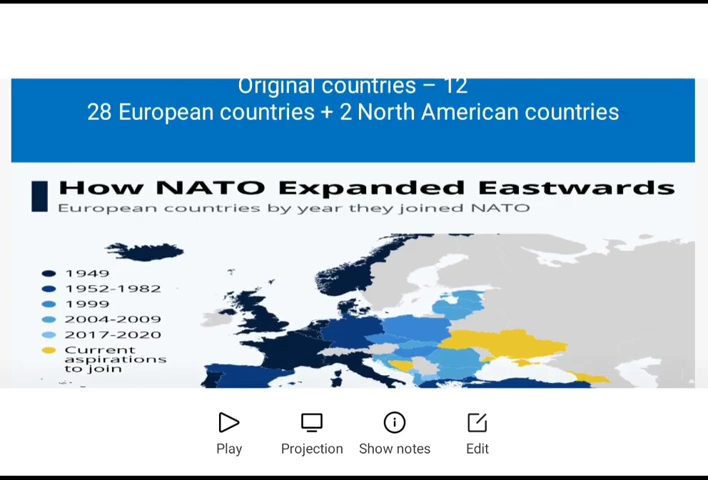 Original countries – 12
28 European countries + 2 North American countries
How NATO Expanded Eastwards
European countries by year they joined NATO
1949
1952-1982
1999
2004-2009
2017-2020
Current
aspirations
to join
Play
Projection
Show notes
Edit